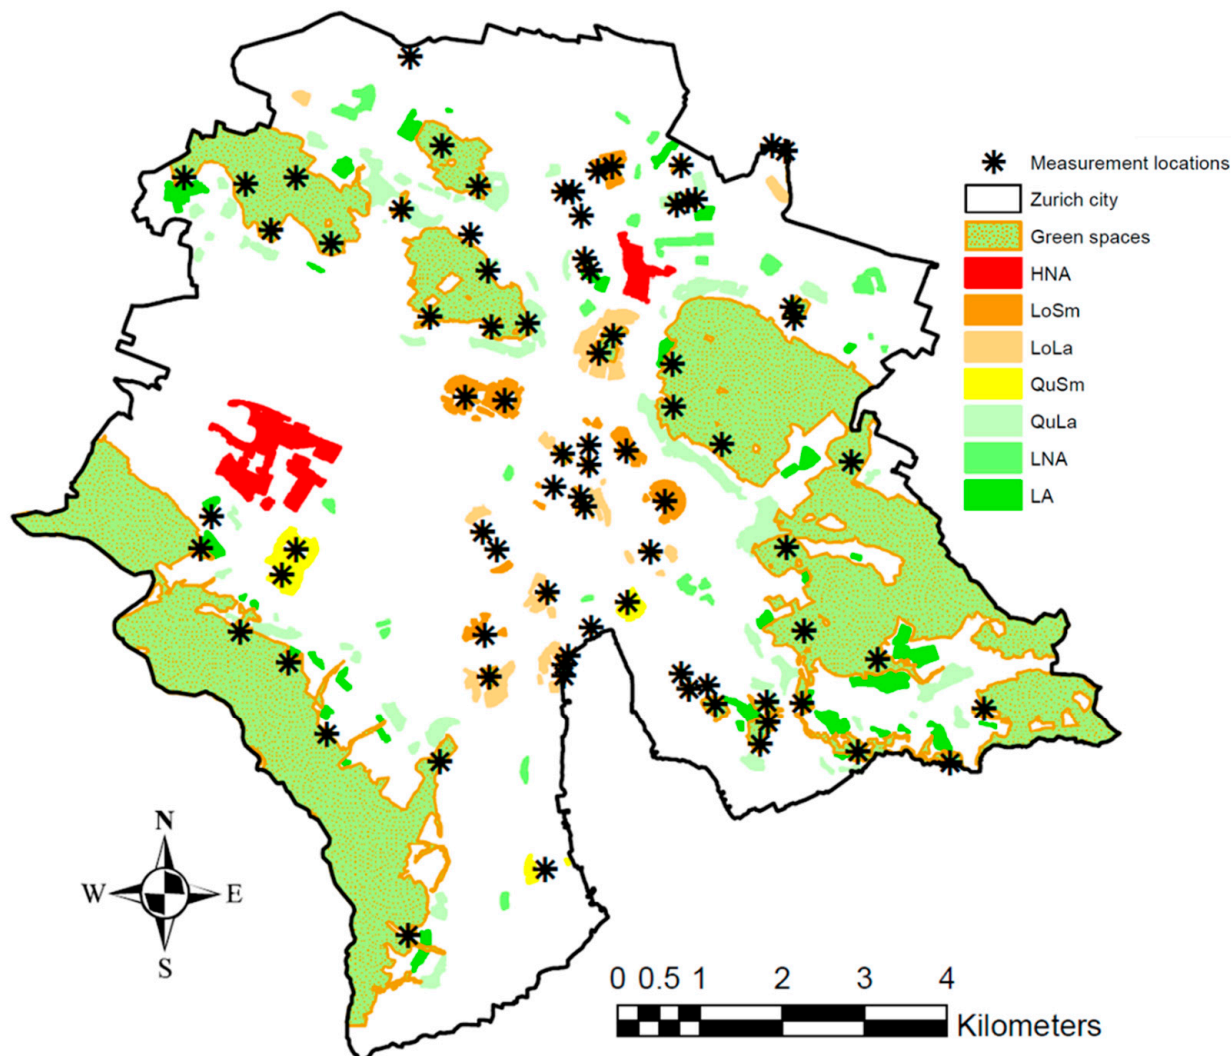 Measurement locations
Zurich city
Green spaces
HNA
LoSm
LoLa
QuSm
QuLa
LNA
LA
N
W E
S
0 0.5 1 2 3 4
Kilometers